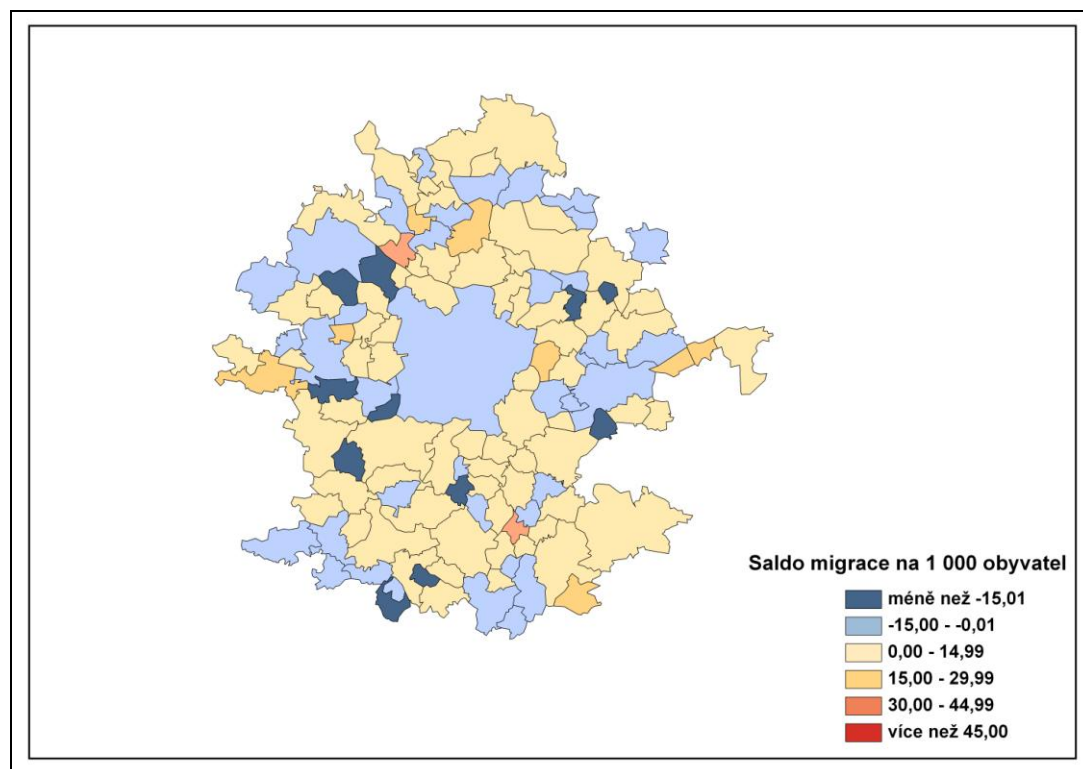 Saldo migrace na 1 000 obyvatel
méně než -15,01
-15,00 - -0,01
0,00 - 14,99
15,00 - 29,99
30,00 - 44,99
více než 45,00